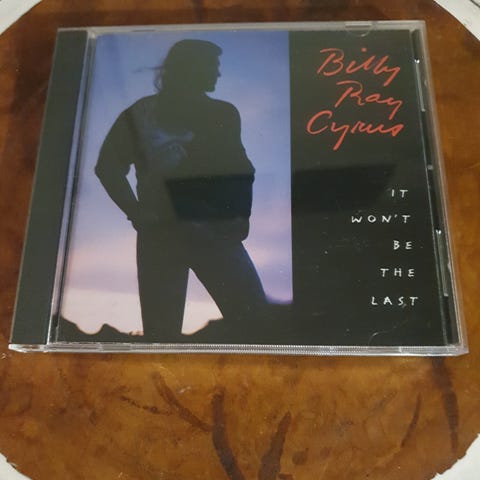 Billy
Ray
Cyrus
IT
WON'T
BE
THE
LAST